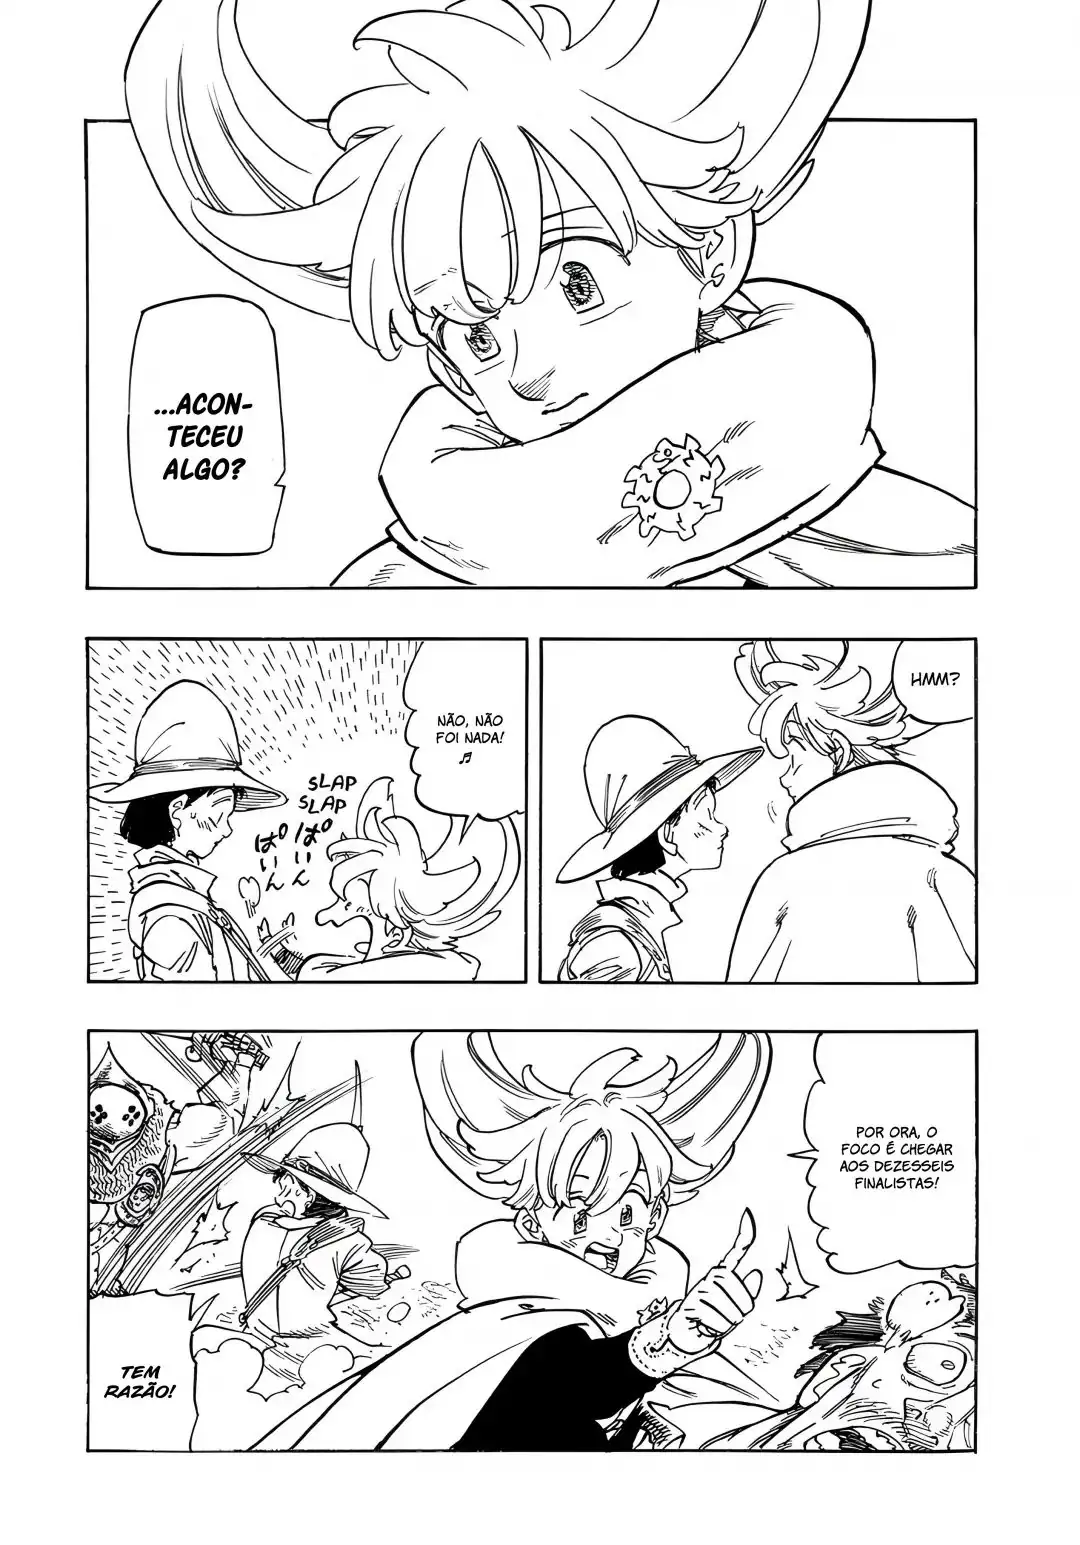 ...ACON-
TECEU
ALGO?
HMM?
NÃO, NÃO
FOI NADA!
♬
SLAP
SLAP
ぱいん
ぱいん
POR ORA, O
FOCO É CHEGAR
AOS DEZESSEIS
FINALISTAS!
TEM
RAZÃO!